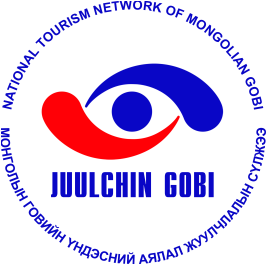 NATIONAL TOURISM NETWORK OF MONGOLIAN GOBI
JUULCHIN GOBI
МОНГОЛЫН ГОВИЙН ҮНДЭСНИЙ АЯЛАЛ ЖУУЛЧЛАЛЫН СҮЛЖЭЭ